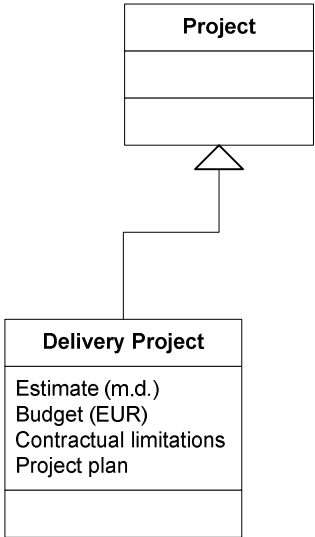 Project
Delivery Project
Estimate (m.d.)
Budget (EUR)
Contractual limitations
Project plan